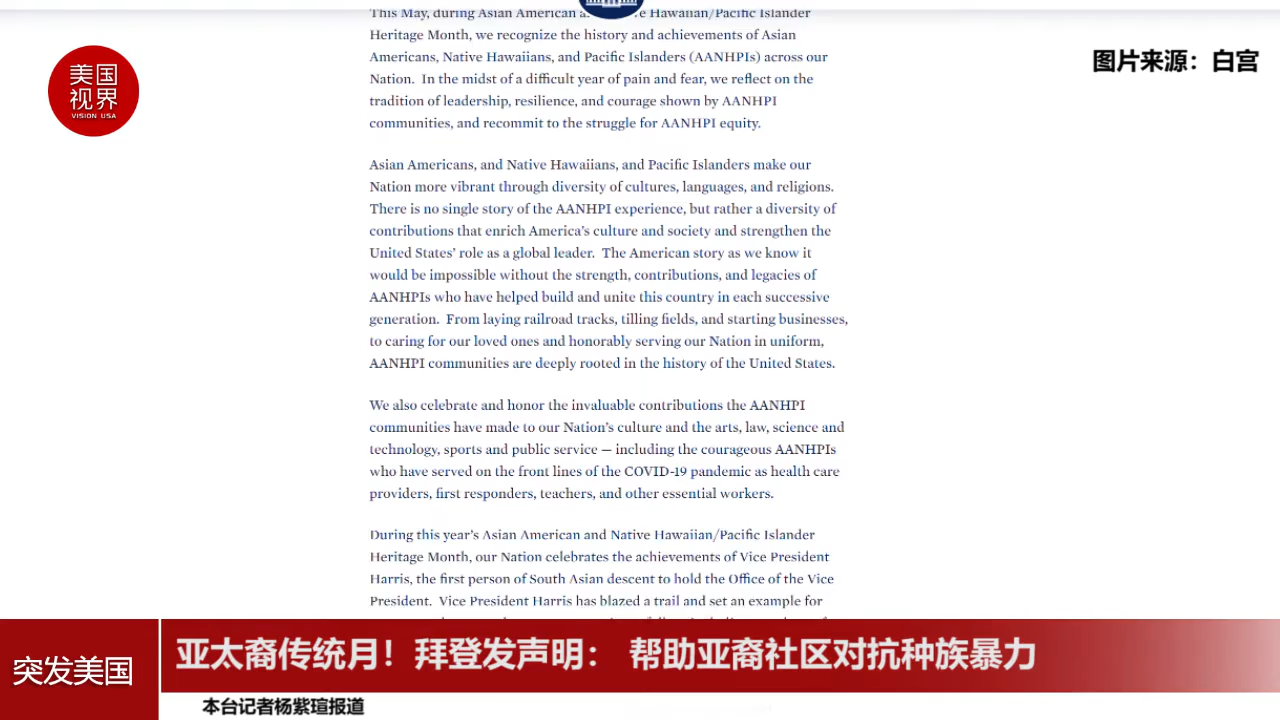 This May, during Asian American a e Hawaiian/Pacific Islander
Heritage Month, we recognize the history and achievements of Asian
Americans, Native Hawaiians, and Pacific Islanders (AANHPIs) across our
Nation.  In the midst of a difficult year of pain and fear, we reflect on the
tradition of leadership, resilience, and courage shown by AANHPI
communities, and recommit to the struggle for AANHPI equity.
美国
视界
VISION USA
图片来源：白宫
Asian Americans, and Native Hawaiians, and Pacific Islanders make our
Nation more vibrant through diversity of cultures, languages, and religions.
There is no single story of the AANHPI experience, but rather a diversity of
contributions that enrich America’s culture and society and strengthen the
United States’ role as a global leader.  The American story as we know it
would be impossible without the strength, contributions, and legacies of
AANHPIs who have helped build and unite this country in each successive
generation.  From laying railroad tracks, tilling fields, and starting businesses,
to caring for our loved ones and honorably serving our Nation in uniform,
AANHPI communities are deeply rooted in the history of the United States.
We also celebrate and honor the invaluable contributions the AANHPI
communities have made to our Nation’s culture and the arts, law, science and
technology, sports and public service — including the courageous AANHPIs
who have served on the front lines of the COVID-19 pandemic as health care
providers, first responders, teachers, and other essential workers.
During this year’s Asian American and Native Hawaiian/Pacific Islander
Heritage Month, our Nation celebrates the achievements of Vice President
Harris, the first person of South Asian descent to hold the Office of the Vice
President.  Vice President Harris has blazed a trail and set an example for
突发美国
亚太裔传统月！拜登发声明： 帮助亚裔社区对抗种族暴力
本台记者杨紫瑄报道